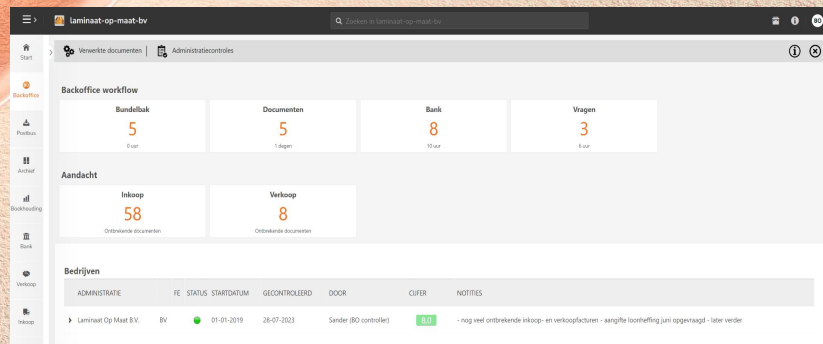 laminaat-op-maat-bv
Zoeken in laminaat-op-maat-bv
BO
Start
Verwerkte documenten | Administratiecontroles
Backoffice
Backoffice workflow
Bundelbak
5
0 uur
Documenten
5
1 dagen
Bank
8
10 uur
Vragen
3
6 uur
Postbus
Archief
Aandacht
Inkoop
58
Ontbrekende documenten
Verkoop
8
Ontbrekende documenten
Boekhouding
Bank
Verkoop
Inkoop
Bedrijven
ADMINISTRATIE FE STATUS STARTDATUM GECONTROLEERD DOOR CIJFER NOTITIES
Laminaat Op Maat B.V. BV 01-01-2019 28-07-2023 Sander (BO controller) 8,0 - nog veel ontbrekende inkoop- en verkoopfacturen - aangifte loonheffing juni opgevraagd - later verder